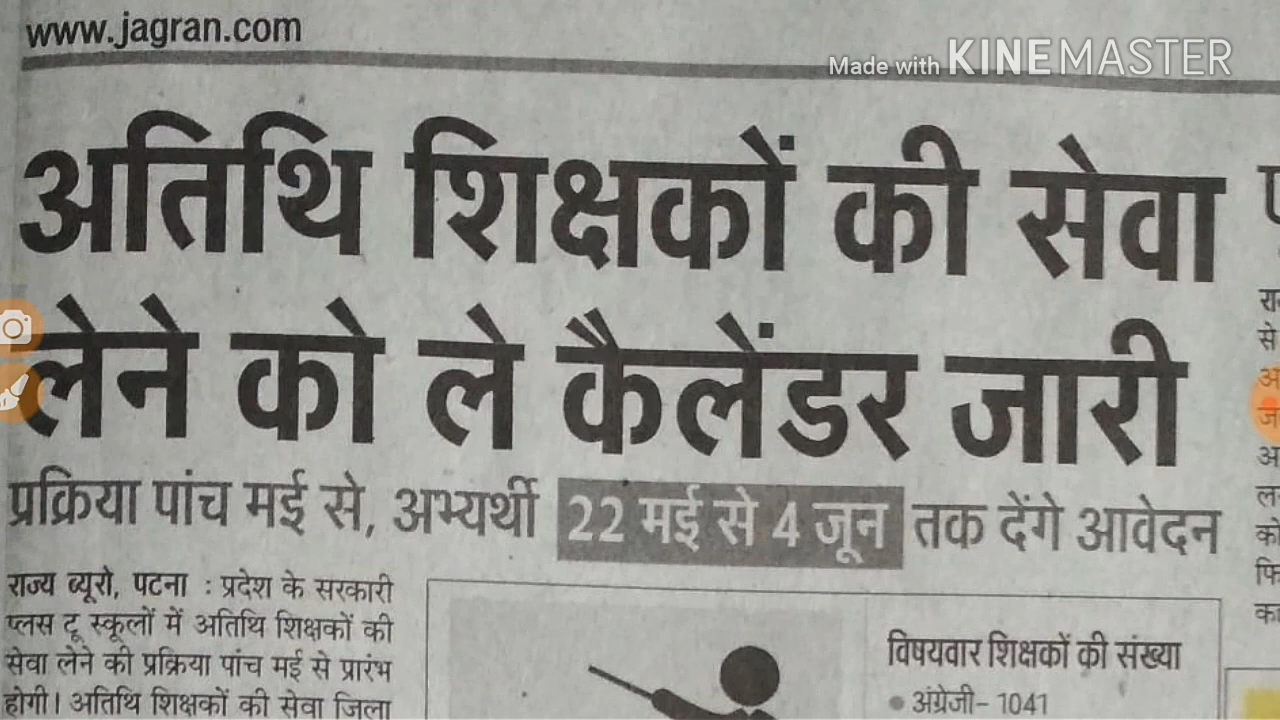 www.jagran.com
Made with KINEMASTER
अतिथि शिक्षकों की सेवा
लेने को ले कैलेंडर जारी
प्रक्रिया पांच मई से, अभ्यर्थी 22 मई से 4 जून तक देंगे आवेदन
राज्य ब्यूरो, पटना : प्रदेश के सरकारी
प्लस टू स्कूलों में अतिथि शिक्षकों की
सेवा लेने की प्रक्रिया पांच मई से प्रारंभ
होगी। अतिथि शिक्षकों की सेवा जिला
विषयवार शिक्षकों की संख्या
• अंग्रेजी- 1041